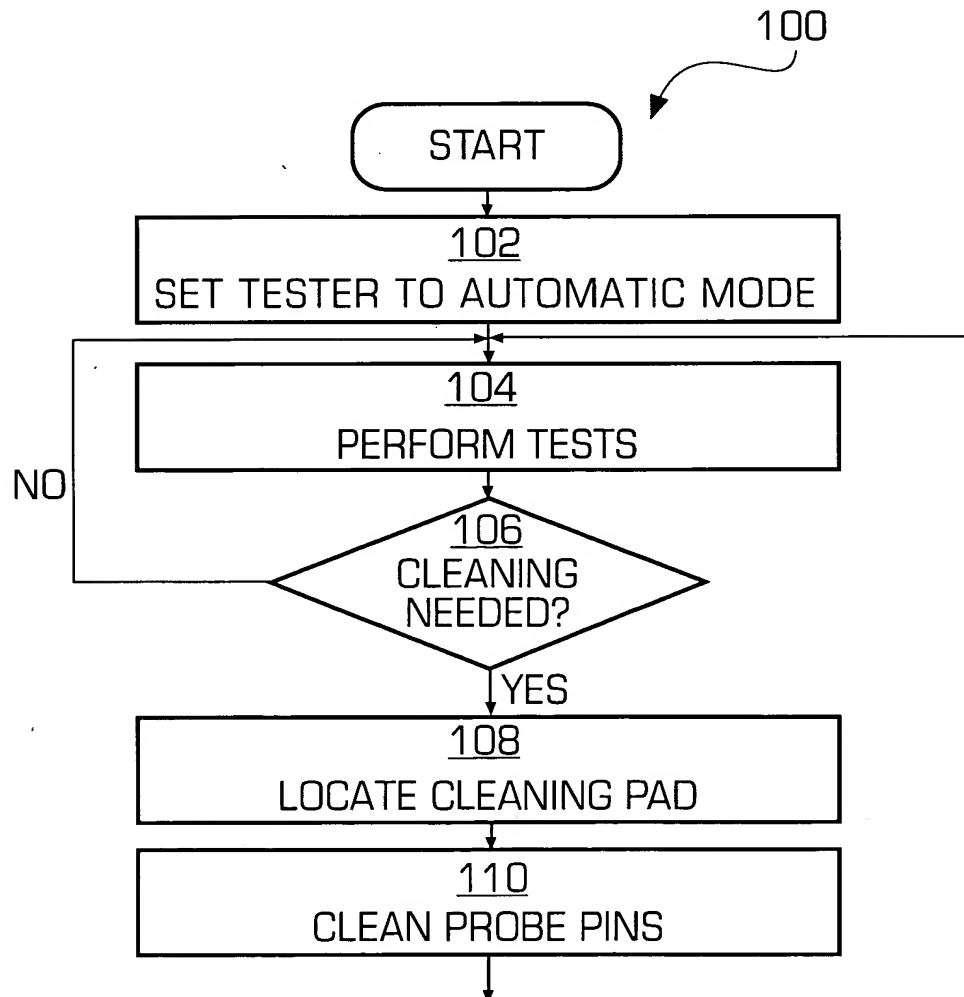 100
START
102
SET TESTER TO AUTOMATIC MODE
104
PERFORM TESTS
NO
106
CLEANING
NEEDED?
YES
108
LOCATE CLEANING PAD
110
CLEAN PROBE PINS